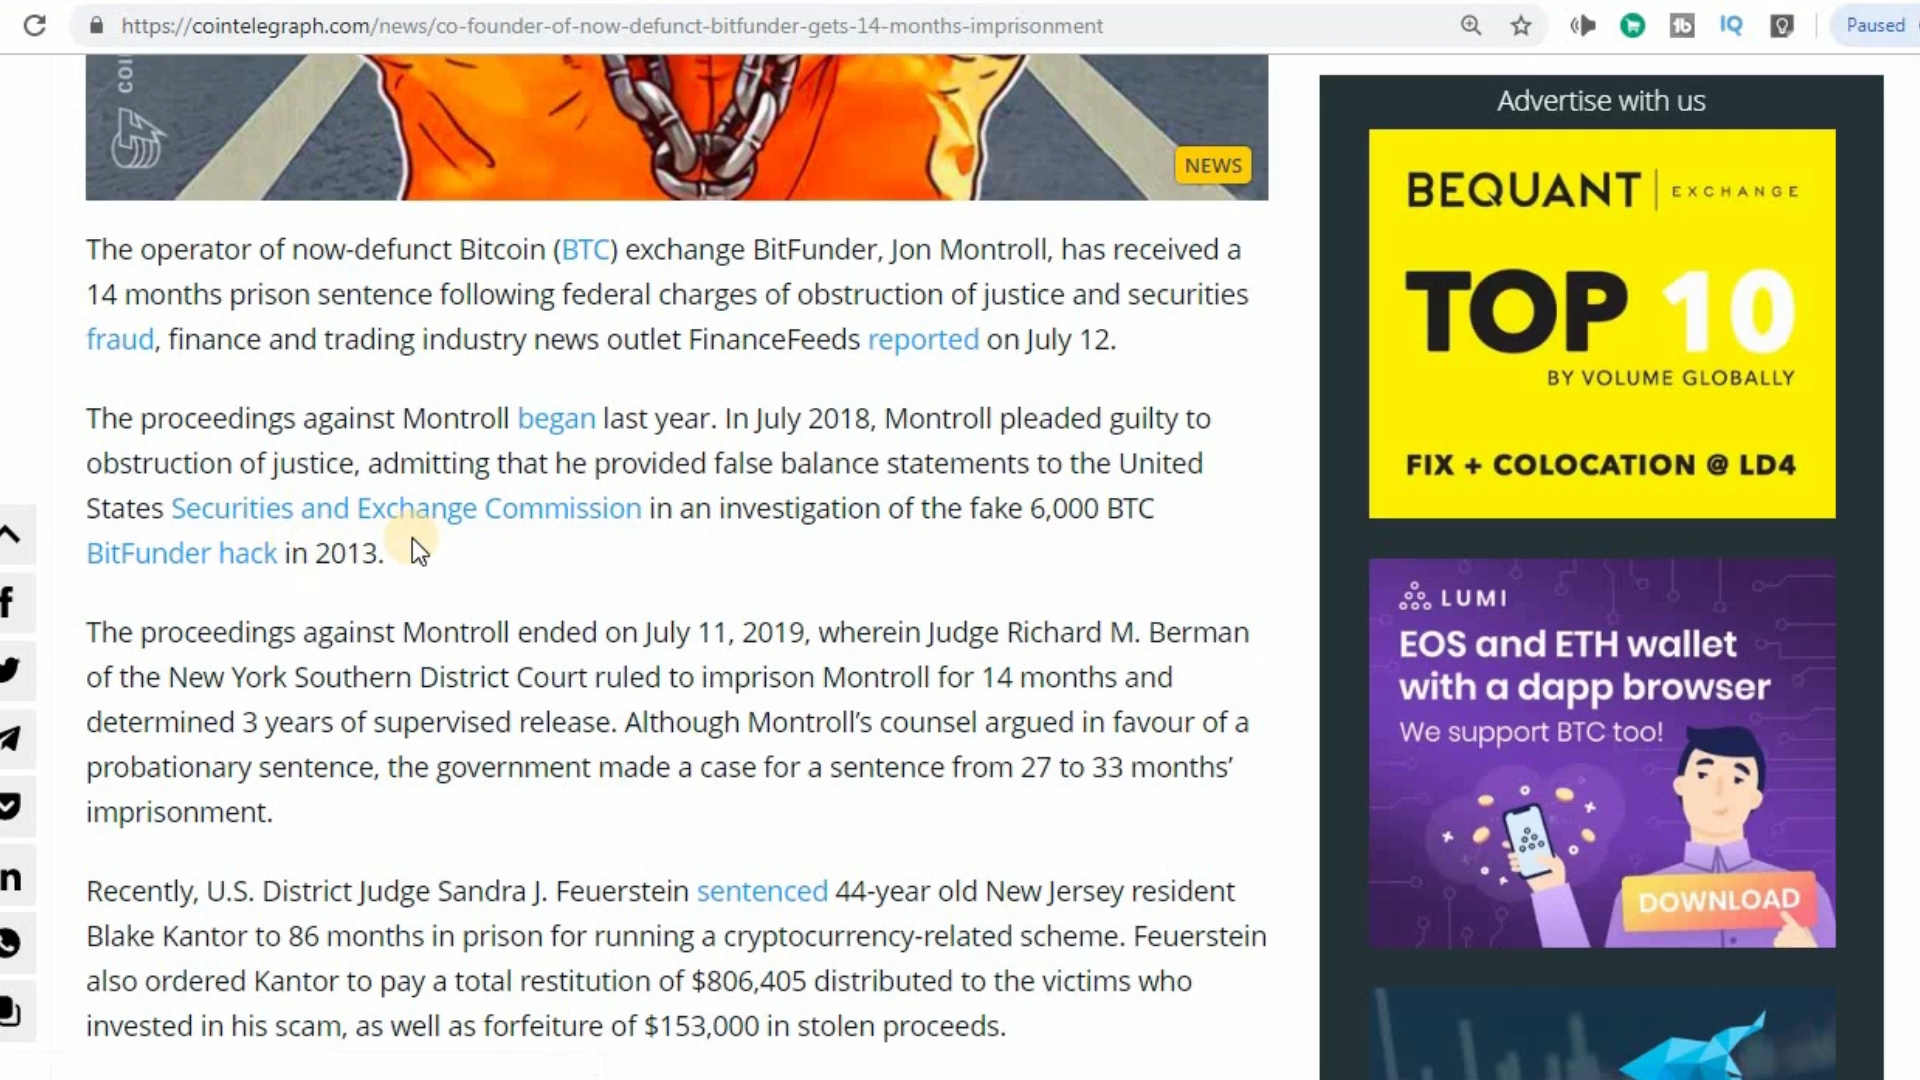 https://cointelegraph.com/news/co-founder-of-now-defunct-bitfunder-gets-14-months-imprisonment
Paused
COI
NEWS
The operator of now-defunct Bitcoin (BTC) exchange BitFunder, Jon Montroll, has received a
14 months prison sentence following federal charges of obstruction of justice and securities
fraud, finance and trading industry news outlet FinanceFeeds reported on July 12.
The proceedings against Montroll began last year. In July 2018, Montroll pleaded guilty to
obstruction of justice, admitting that he provided false balance statements to the United
States Securities and Exchange Commission in an investigation of the fake 6,000 BTC
BitFunder hack in 2013.
The proceedings against Montroll ended on July 11, 2019, wherein Judge Richard M. Berman
of the New York Southern District Court ruled to imprison Montroll for 14 months and
determined 3 years of supervised release. Although Montroll’s counsel argued in favour of a
probationary sentence, the government made a case for a sentence from 27 to 33 months’
imprisonment.
Recently, U.S. District Judge Sandra J. Feuerstein sentenced 44-year old New Jersey resident
Blake Kantor to 86 months in prison for running a cryptocurrency-related scheme. Feuerstein
also ordered Kantor to pay a total restitution of $806,405 distributed to the victims who
invested in his scam, as well as forfeiture of $153,000 in stolen proceeds.
Advertise with us
BEQUANT EXCHANGE
TOP 10
BY VOLUME GLOBALLY
FIX + COLOCATION @ LD4
LUMI
EOS and ETH wallet
with a dapp browser
We support BTC too!
DOWNLOAD